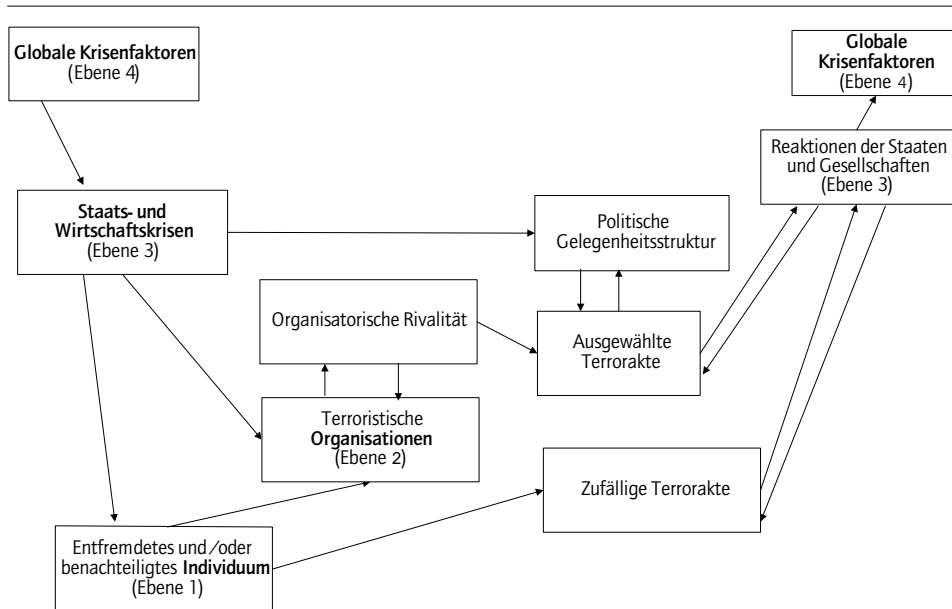 Globale Krisenfaktoren
(Ebene 4)
Globale
Krisenfaktoren
(Ebene 4)
Reaktionen der Staaten
und Gesellschaften
(Ebene 3)
Staats- und
Wirtschaftskrisen
(Ebene 3)
Politische
Gelegenheitsstruktur
Organisatorische Rivalität
Ausgewählte
Terrorakte
Terroristische
Organisationen
(Ebene 2)
Zufällige Terrorakte
Entfremdetes und/oder
benachteiligtes Individuum
(Ebene 1)